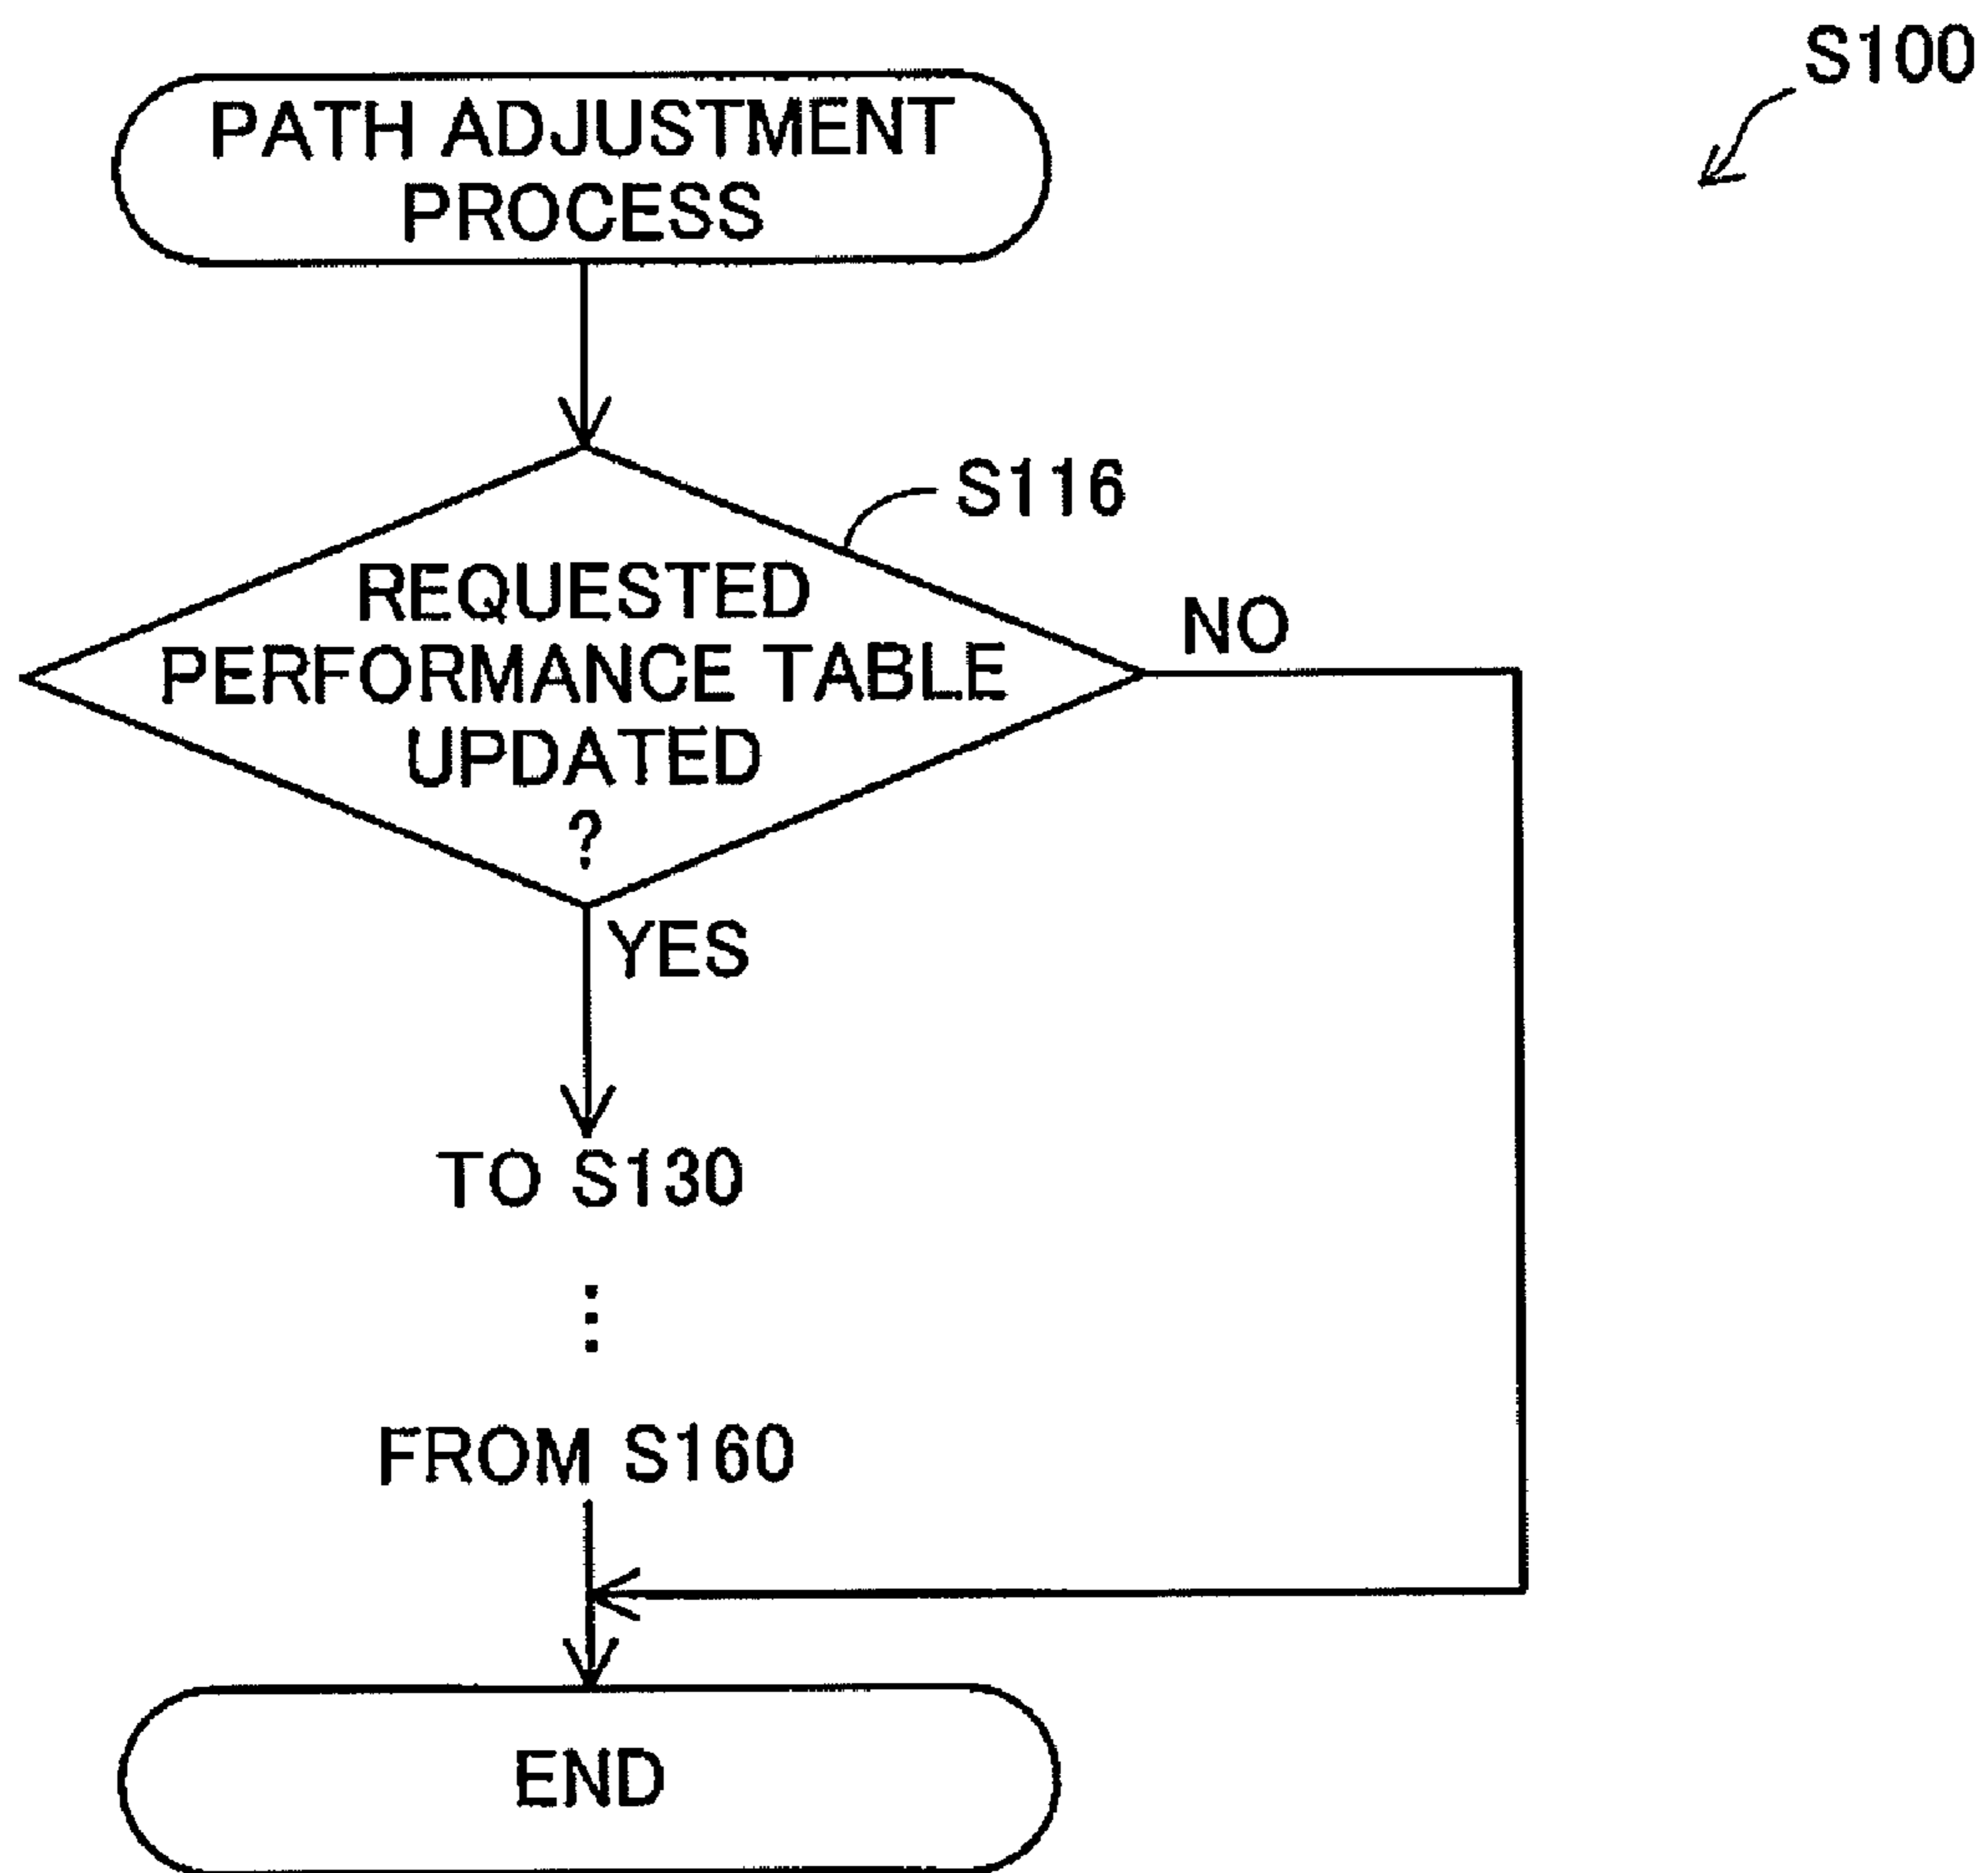 S100
PATH ADJUSTMENT
PROCESS
S116
REQUESTED
PERFORMANCE TABLE
UPDATED
?
NO
YES
TO S130
FROM S160
END